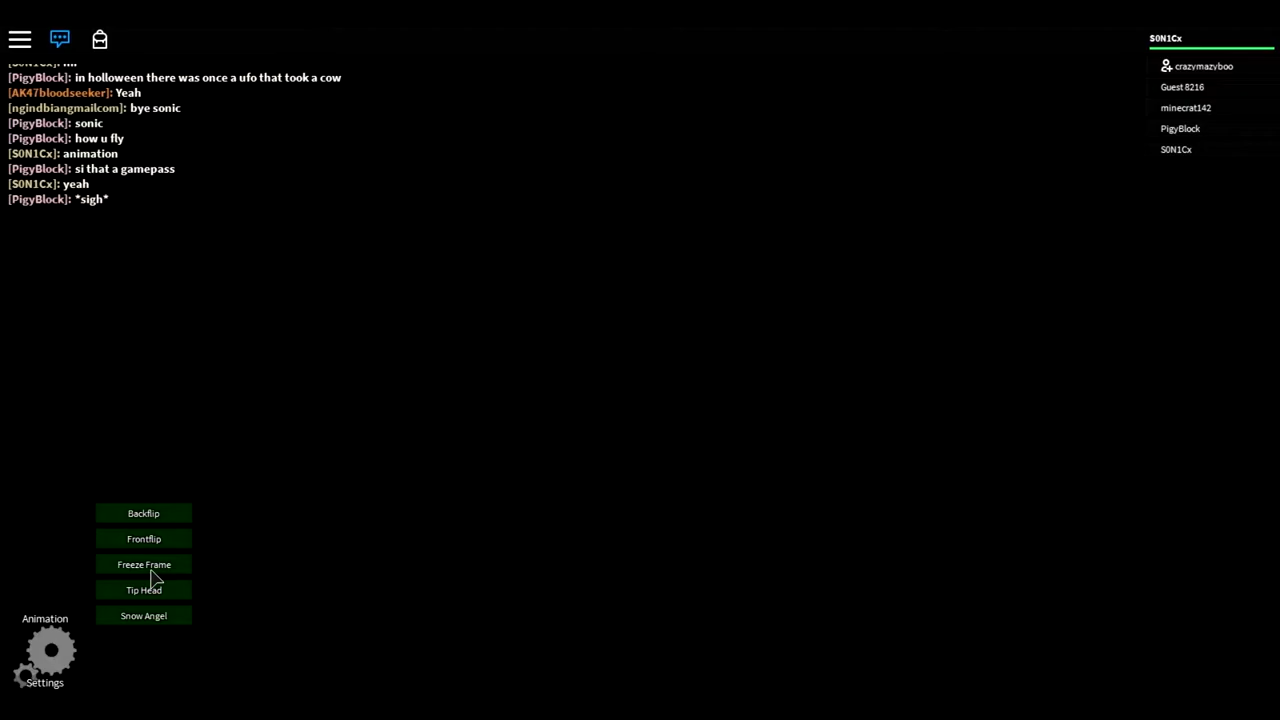 S0N1Cx
[PigyBlock]: in holloween there was once a ufo that took a cow
[AK47bloodseeker]: Yeah
[ngindbiangmailcom]: bye sonic
[PigyBlock]: sonic
[PigyBlock]: how u fly
[S0N1Cx]: animation
[PigyBlock]: si that a gamepass
[S0N1Cx]: yeah
[PigyBlock]: *sigh*
crazymazyboo
Guest 8216
minecrat142
PigyBlock
S0N1Cx
Backflip
Frontflip
Freeze Frame
Tip Head
Snow Angel
Animation
Settings